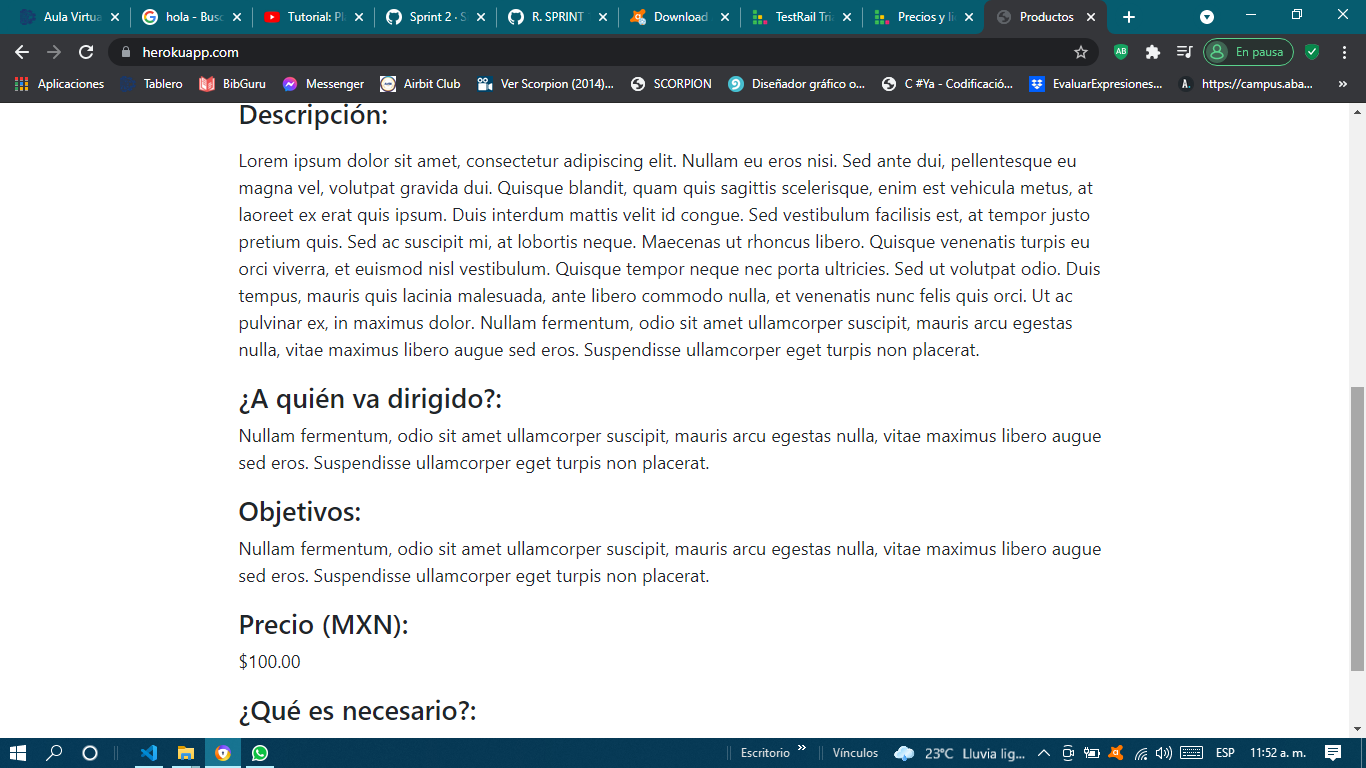 Aula Virtua
hola - Busc
Tutorial: Pl
Sprint 2 · S
R. SPRINT
Download
TestRail Tri
Precios y li
Productos
herokuapp.com
AB
En pausa
Aplicaciones
Tablero
BibGuru
Messenger
Airbit Club
Ver Scorpion (2014)...
SCORPION
Diseñador gráfico o...
C #Ya - Codificació...
EvaluarExpresiones...
A.
https://campus.aba...
»
Descripción:
Lorem ipsum dolor sit amet, consectetur adipiscing elit. Nullam eu eros nisi. Sed ante dui, pellentesque eu
magna vel, volutpat gravida dui. Quisque blandit, quam quis sagittis scelerisque, enim est vehicula metus, at
laoreet ex erat quis ipsum. Duis interdum mattis velit id congue. Sed vestibulum facilisis est, at tempor justo
pretium quis. Sed ac suscipit mi, at lobortis neque. Maecenas ut rhoncus libero. Quisque venenatis turpis eu
orci viverra, et euismod nisl vestibulum. Quisque tempor neque nec porta ultricies. Sed ut volutpat odio. Duis
tempus, mauris quis lacinia malesuada, ante libero commodo nulla, et venenatis nunc felis quis orci. Ut ac
pulvinar ex, in maximus dolor. Nullam fermentum, odio sit amet ullamcorper suscipit, mauris arcu egestas
nulla, vitae maximus libero augue sed eros. Suspendisse ullamcorper eget turpis non placerat.
¿A quién va dirigido?:
Nullam fermentum, odio sit amet ullamcorper suscipit, mauris arcu egestas nulla, vitae maximus libero augue
sed eros. Suspendisse ullamcorper eget turpis non placerat.
Objetivos:
Nullam fermentum, odio sit amet ullamcorper suscipit, mauris arcu egestas nulla, vitae maximus libero augue
sed eros. Suspendisse ullamcorper eget turpis non placerat.
Precio (MXN):
$100.00
¿Qué es necesario?:
Escritorio
»
Vínculos
23°C Lluvia lig...
ESP
11:52 a. m.